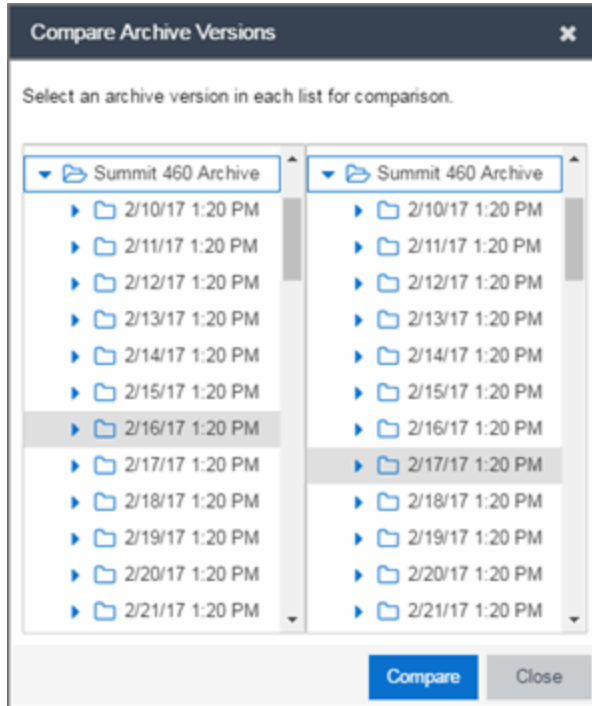 Compare Archive Versions
Select an archive version in each list for comparison.
Summit 460 Archive
2/10/17 1:20 PM
2/11/17 1:20 PM
2/12/17 1:20 PM
2/13/17 1:20 PM
2/14/17 1:20 PM
2/15/17 1:20 PM
2/16/17 1:20 PM
2/17/17 1:20 PM
2/18/17 1:20 PM
2/19/17 1:20 PM
2/20/17 1:20 PM
2/21/17 1:20 PM
Summit 460 Archive
2/10/17 1:20 PM
2/11/17 1:20 PM
2/12/17 1:20 PM
2/13/17 1:20 PM
2/14/17 1:20 PM
2/15/17 1:20 PM
2/16/17 1:20 PM
2/17/17 1:20 PM
2/18/17 1:20 PM
2/19/17 1:20 PM
2/20/17 1:20 PM
2/21/17 1:20 PM
Compare
Close